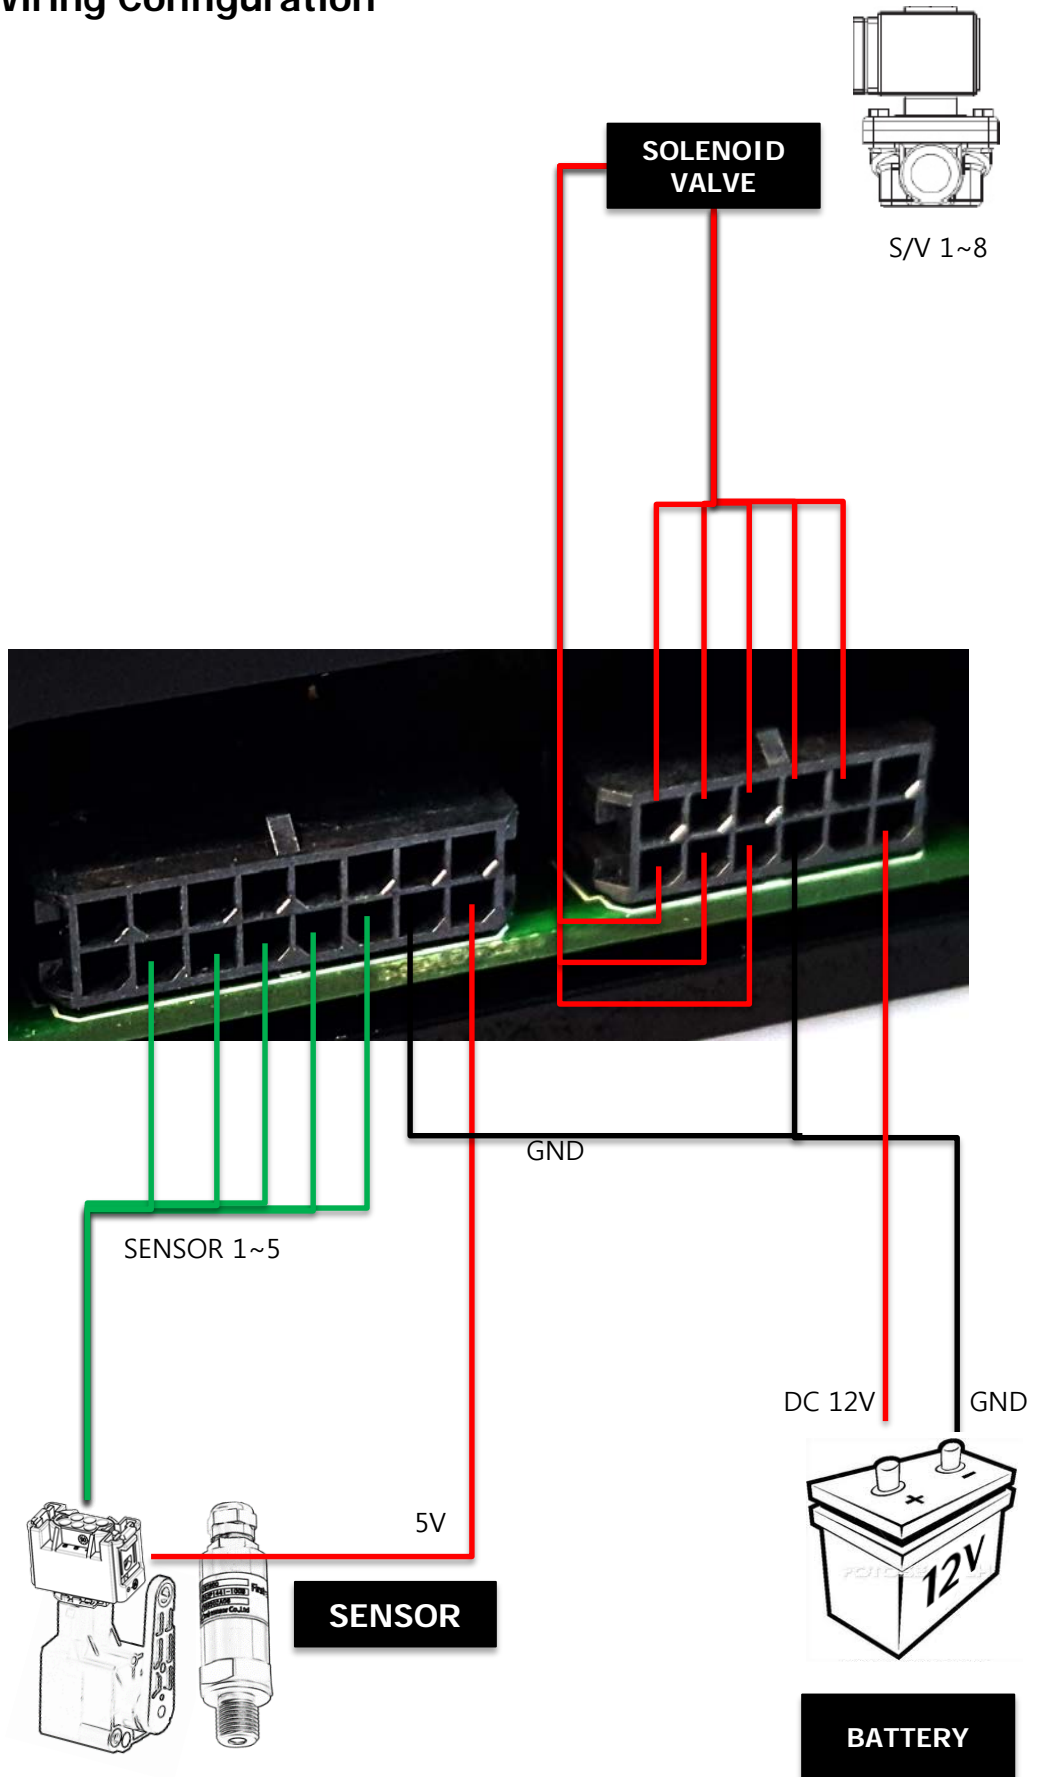 Wiring Configuration
SOLENOID
VALVE
S/V 1~8
GND
SENSOR 1~5
DC 12V
GND
5V
+
-
12V
SENSOR
BATTERY